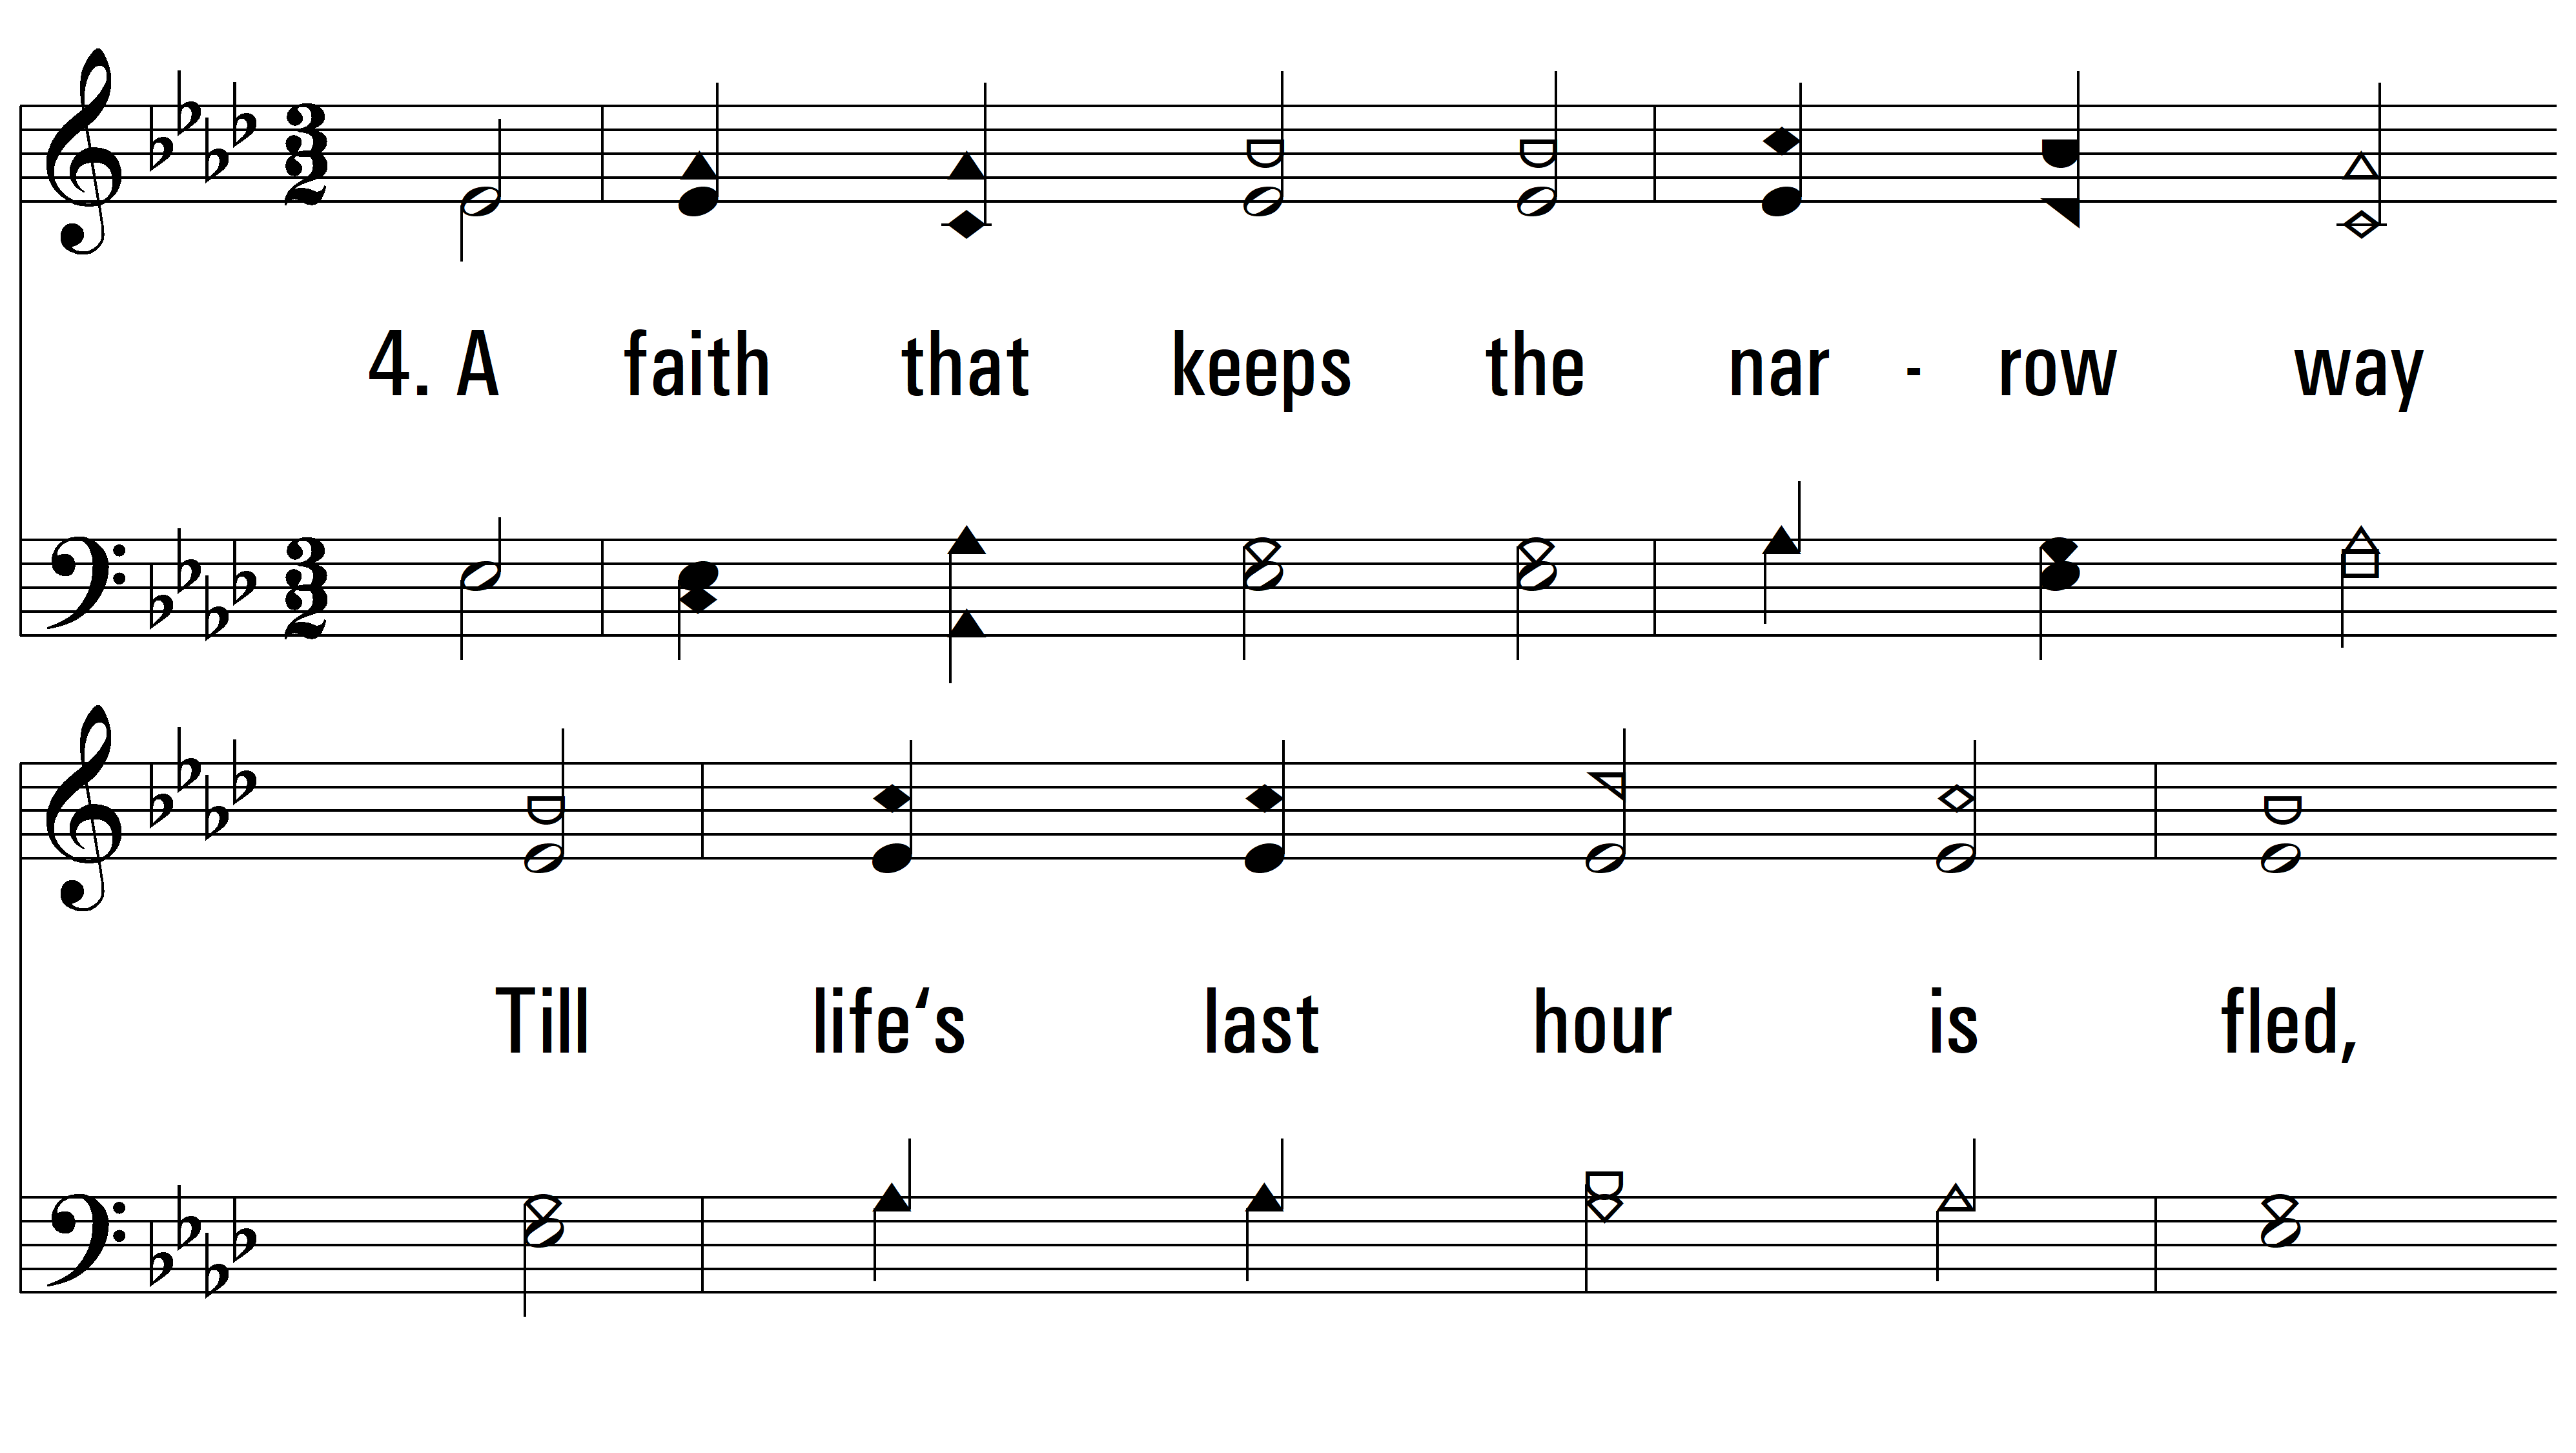 4. A faith that keeps the nar - row way
Till life‘s last hour is fled,